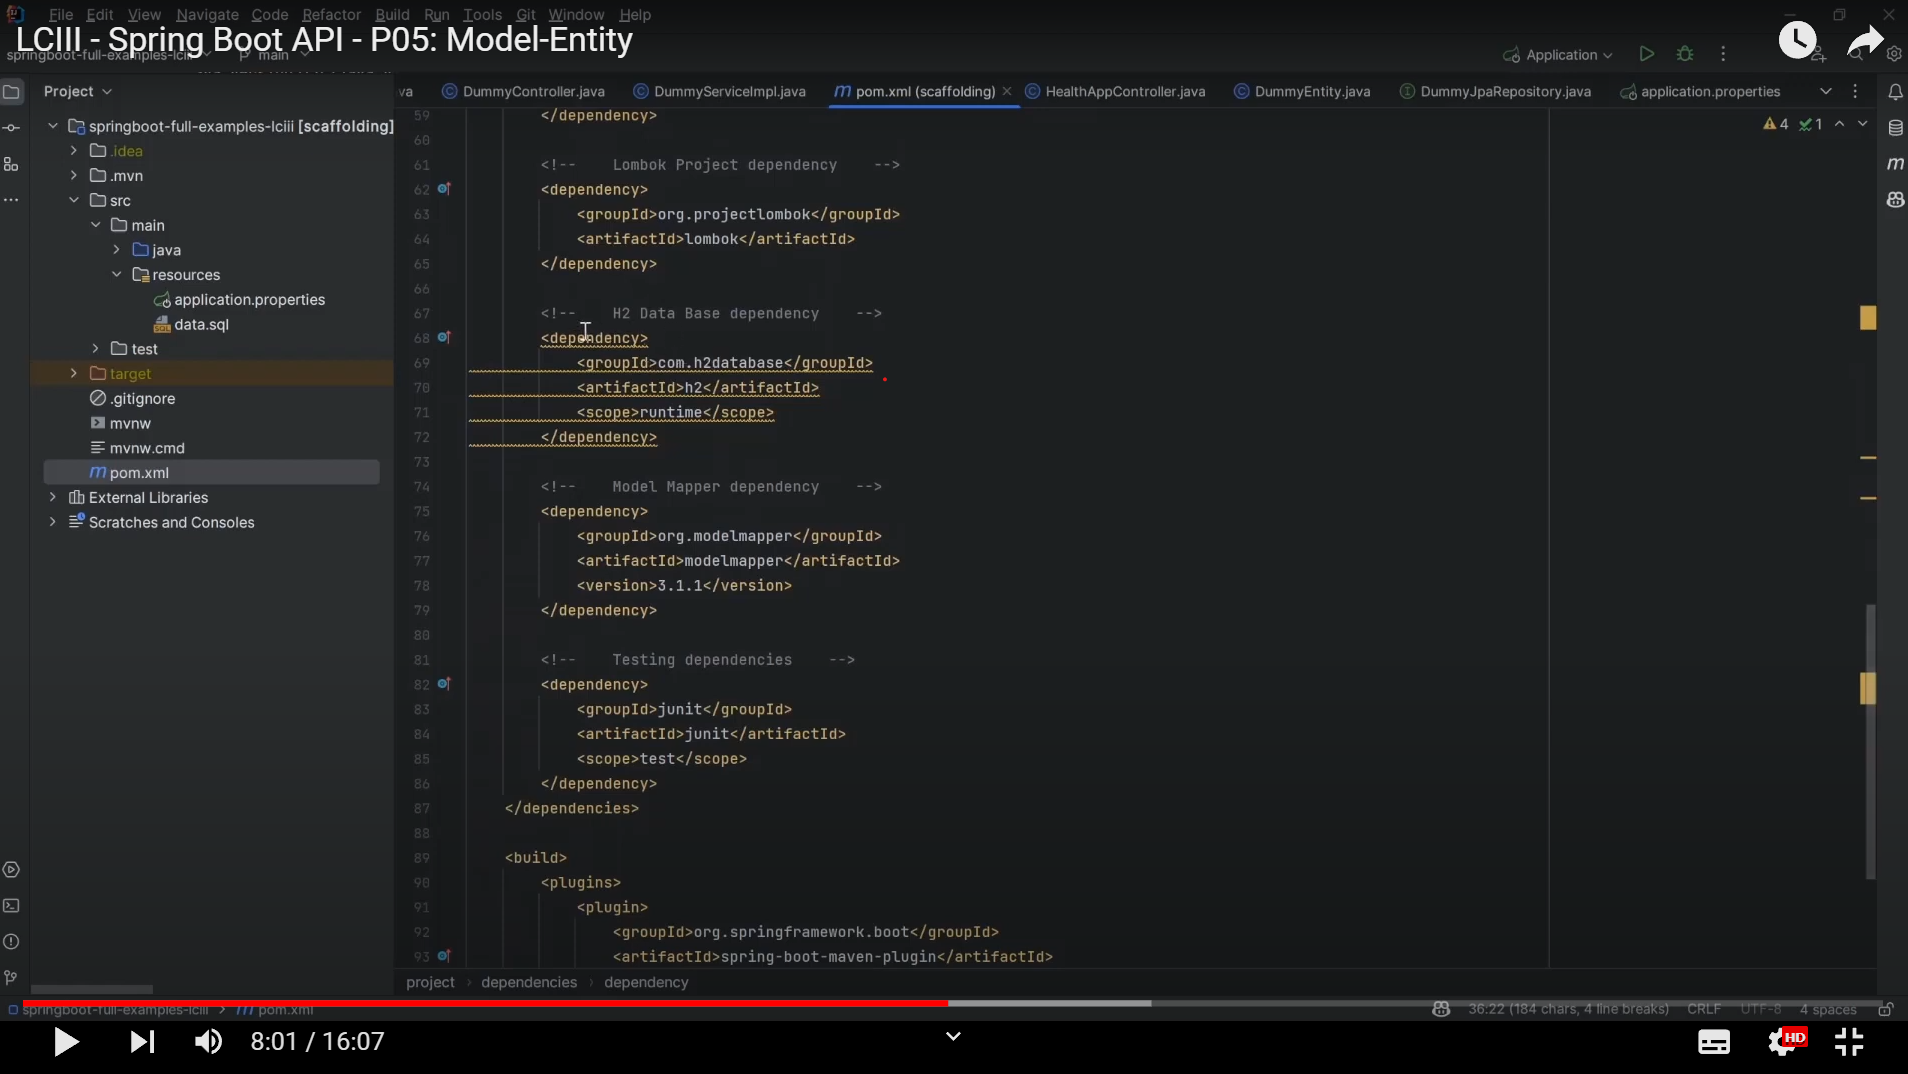 File Edit View Navigate Code Refactor Build Run Tools Git Window Help
LCIII - Spring Boot API - P05: Model-Entity
springboot-full-examples-lciii main Application
Project
DummyController.java DummyServiceImpl.java pom.xml (scaffolding) HealthAppController.java DummyEntity.java DummyJpaRepository.java application.properties
springboot-full-examples-lciii [scaffolding]
.idea
.mvn
src
main
java
resources
application.properties
data.sql
test
target
.gitignore
mvnw
mvnw.cmd
pom.xml
External Libraries
Scratches and Consoles
4 1
59 </dependency>
60
61 <!-- Lombok Project dependency -->
62 <dependency>
63 <groupId>org.projectlombok</groupId>
64 <artifactId>lombok</artifactId>
65 </dependency>
66
67 <!-- H2 Data Base dependency -->
68 <dependency>
69 <groupId>com.h2database</groupId>
70 <artifactId>h2</artifactId>
71 <scope>runtime</scope>
72 </dependency>
73
74 <!-- Model Mapper dependency -->
75 <dependency>
76 <groupId>org.modelmapper</groupId>
77 <artifactId>modelmapper</artifactId>
78 <version>3.1.1</version>
79 </dependency>
80
81 <!-- Testing dependencies -->
82 <dependency>
83 <groupId>junit</groupId>
84 <artifactId>junit</artifactId>
85 <scope>test</scope>
86 </dependency>
87 </dependencies>
88
89 <build>
90 <plugins>
91 <plugin>
92 <groupId>org.springframework.boot</groupId>
93 <artifactId>spring-boot-maven-plugin</artifactId>
project > dependencies > dependency
springboot-full-examples-lciii > pom.xml 36:22 (184 chars, 4 line breaks) CRLF UTF-8 4 spaces
8:01 / 16:07 HD